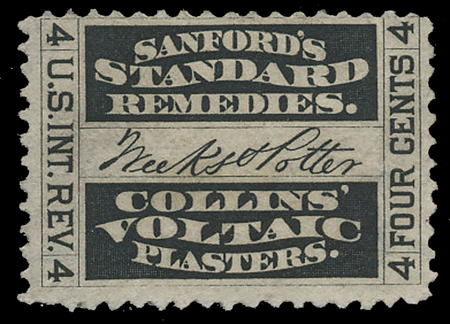 SANFORD'S
STANDARD
REMEDIES.
Weeks & Potter
COLLINS'
VOLTAIC
PLASTERS.
4 U.S. INT. REV. 4
4 FOUR CENTS 4